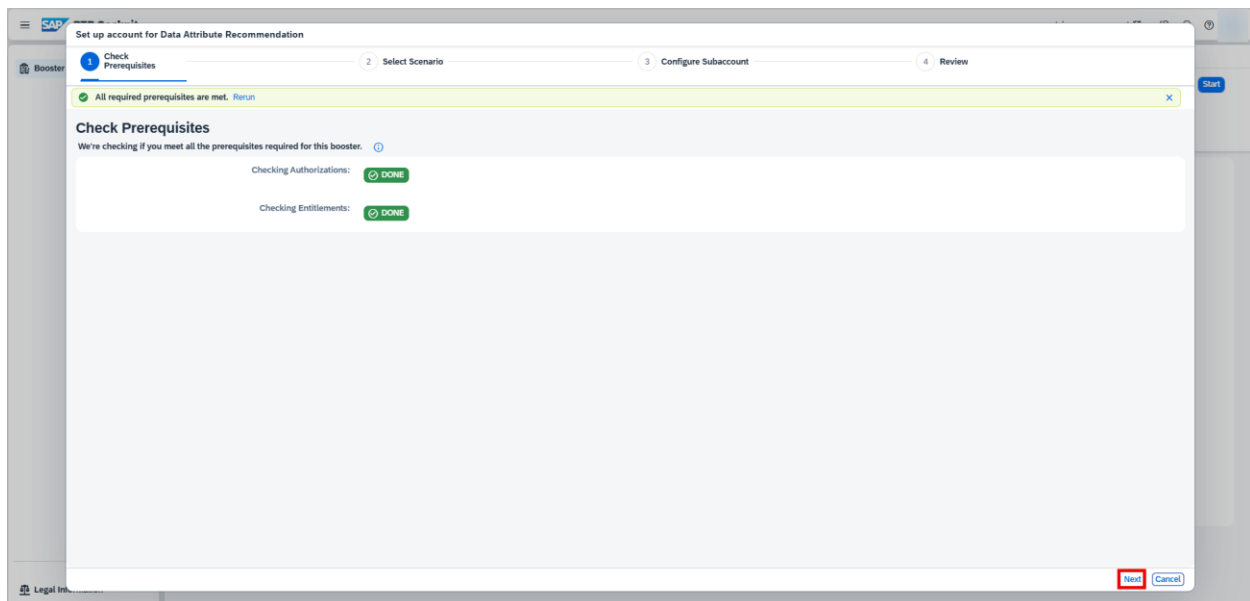 SAP
Set up account for Data Attribute Recommendation
Booster
1 Check
Prerequisites
2 Select Scenario
3 Configure Subaccount
4 Review
Start
All required prerequisites are met. Rerun
Check Prerequisites
We're checking if you meet all the prerequisites required for this booster.
Checking Authorizations: DONE
Checking Entitlements: DONE
Next Cancel
Legal